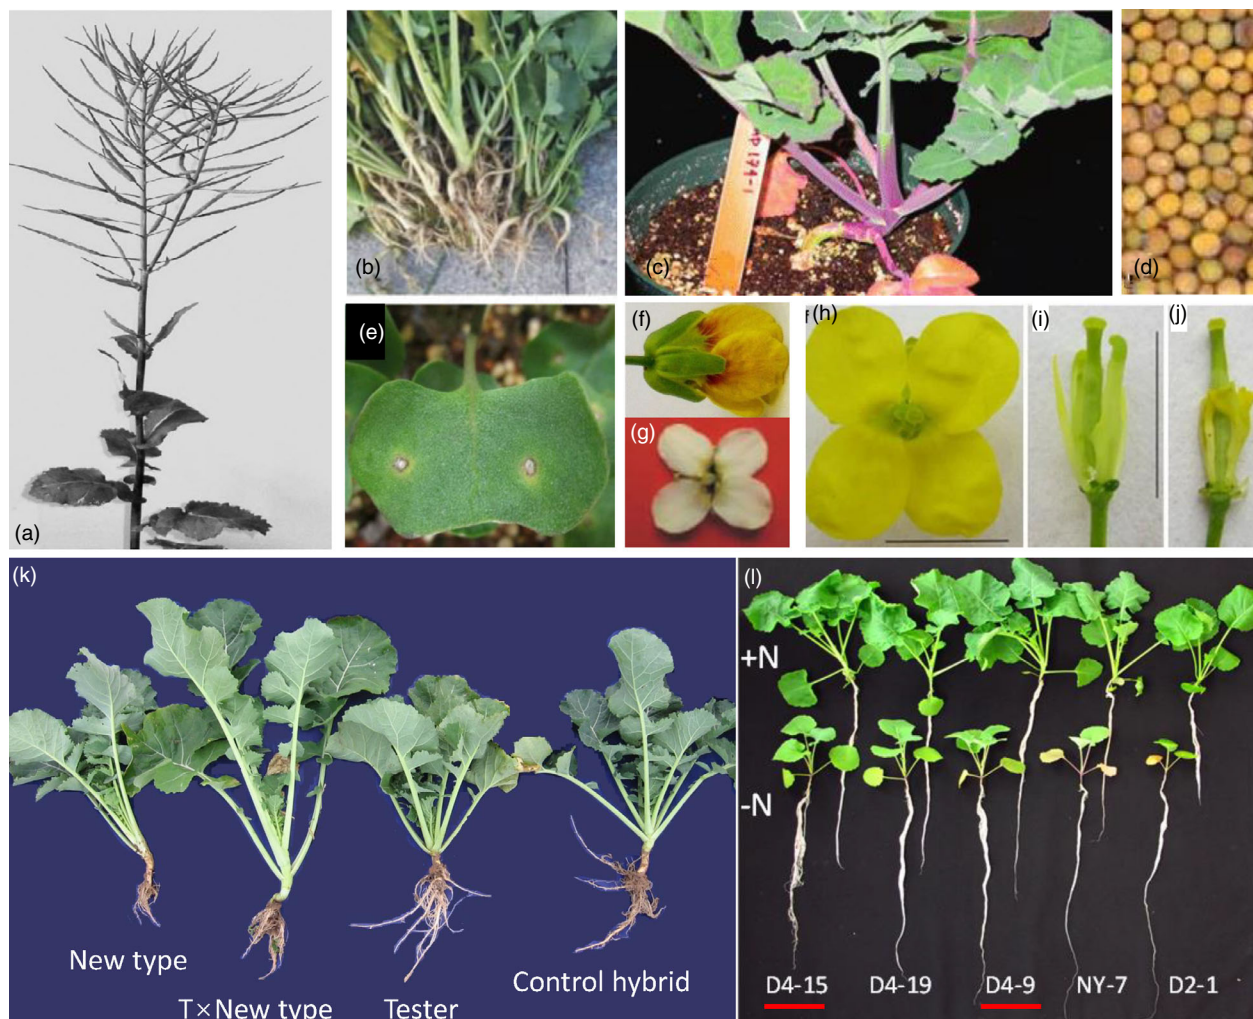 (a)
(b)
(c)
(d)
(e)
(f)
(g)
(h)
(i)
(j)
(k)
New type
T×New type
Tester
Control hybrid
(l)
+N
-N
D4-15
D4-19
D4-9
NY-7
D2-1